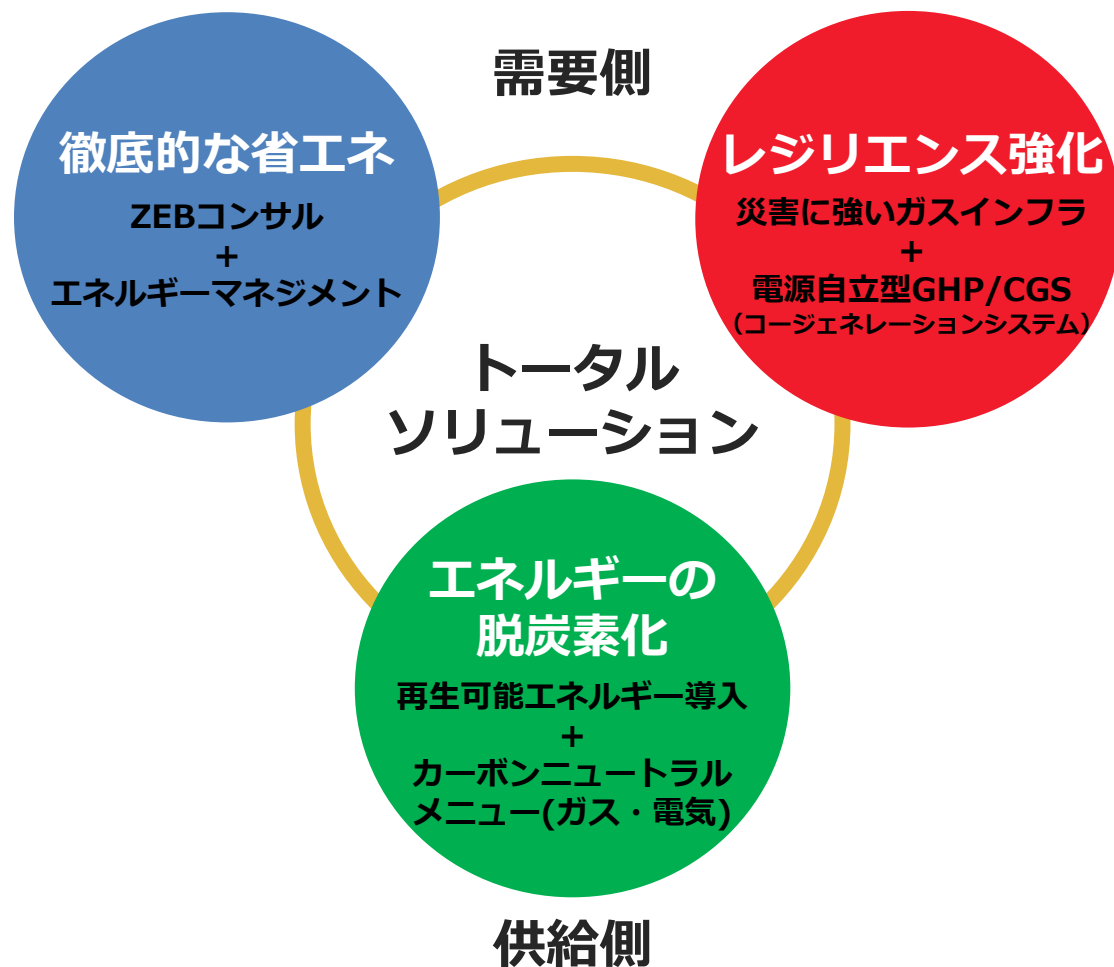 需要側
徹底的な省エネ
ZEBコンサル
+
エネルギーマネジメント
レジリエンス強化
災害に強いガスインフラ
+
電源自立型GHP/CGS
(コージェネレーションシステム)
トータル
ソリューション
エネルギーの
脱炭素化
再生可能エネルギー導入
+
カーボンニュートラル
メニュー(ガス・電気)
供給側